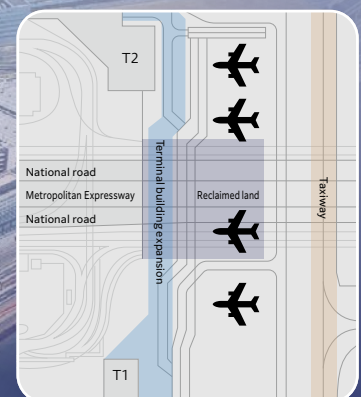 T2
National road
Metropolitan Expressway
National road
Terminal building expansion
Reclaimed land
Taxiway
T1